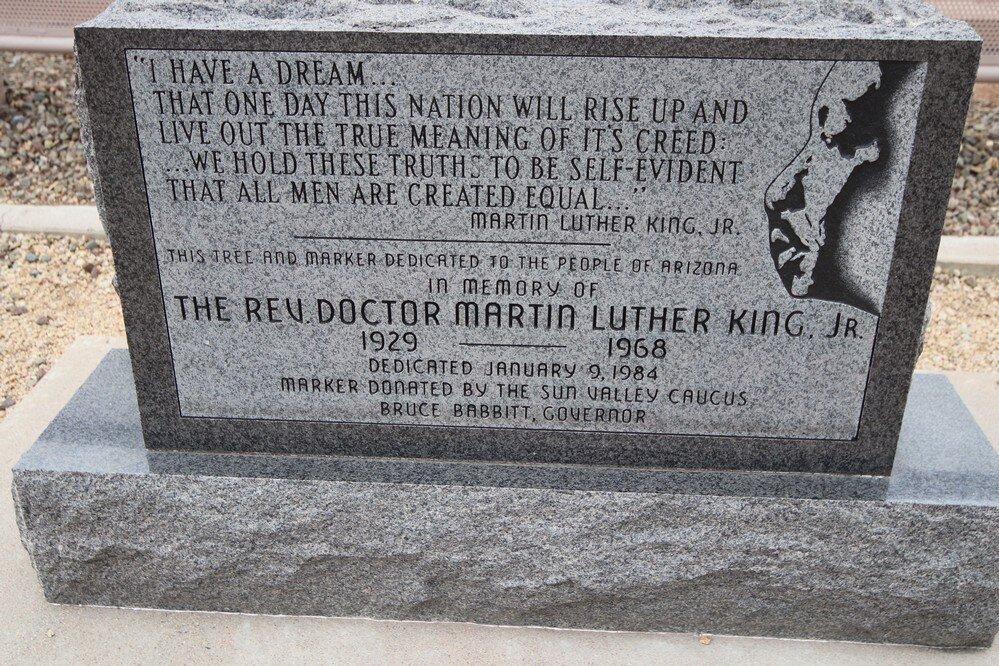 "I HAVE A DREAM...
THAT ONE DAY THIS NATION WILL RISE UP AND
LIVE OUT THE TRUE MEANING OF IT'S CREED:
...WE HOLD THESE TRUTHS TO BE SELF-EVIDENT
THAT ALL MEN ARE CREATED EQUAL..."
MARTIN LUTHER KING, JR.
THIS TREE AND MARKER DEDICATED TO THE PEOPLE OF ARIZONA
IN MEMORY OF
THE REV. DOCTOR MARTIN LUTHER KING, JR.
1929 — 1968
DEDICATED JANUARY 9, 1984
MARKER DONATED BY THE SUN VALLEY CAUCUS
BRUCE BABBITT, GOVERNOR